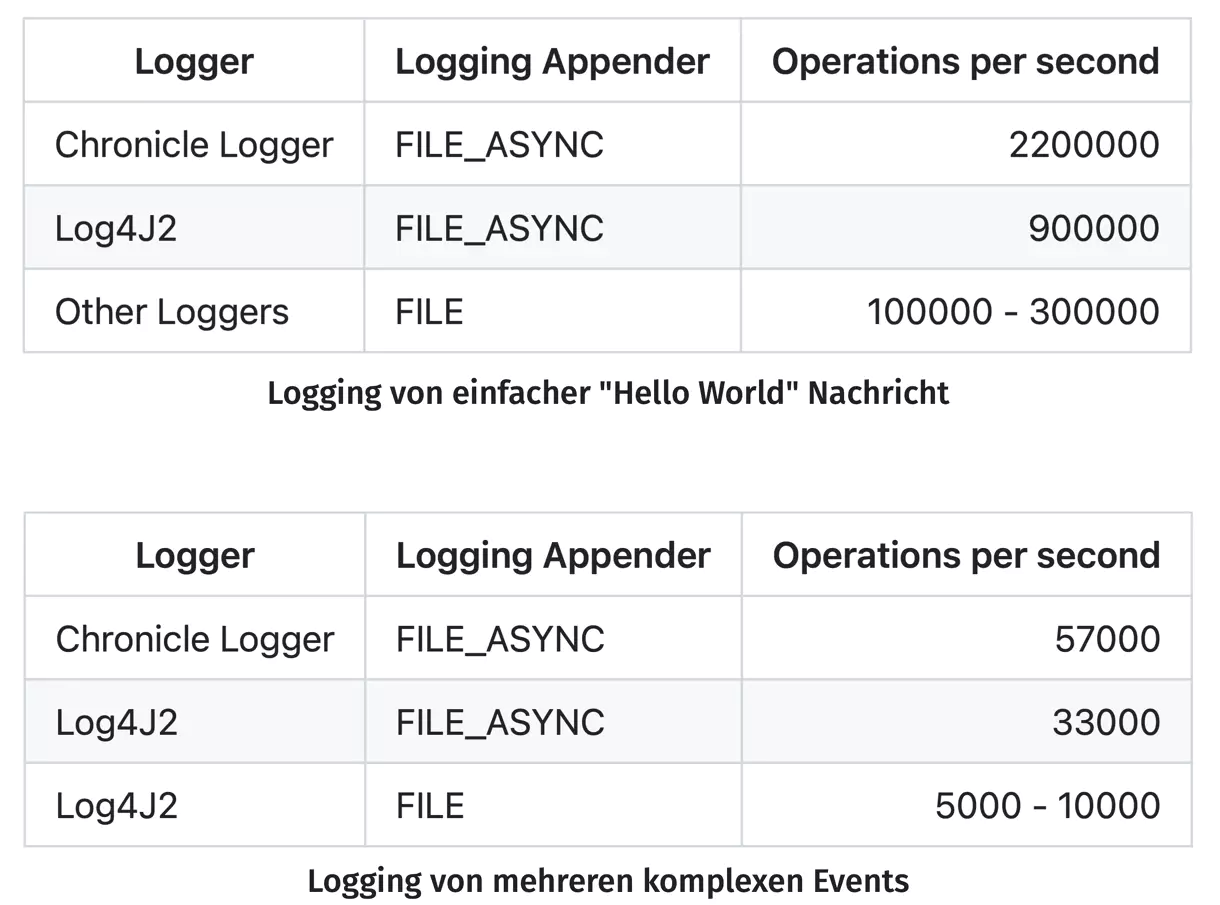 Logger Logging Appender Operations per second
Chronicle Logger FILE_ASYNC 2200000
Log4J2 FILE_ASYNC 900000
Other Loggers FILE 100000 - 300000
Logging von einfacher "Hello World" Nachricht
Logger Logging Appender Operations per second
Chronicle Logger FILE_ASYNC 57000
Log4J2 FILE_ASYNC 33000
Log4J2 FILE 5000 - 10000
Logging von mehreren komplexen Events